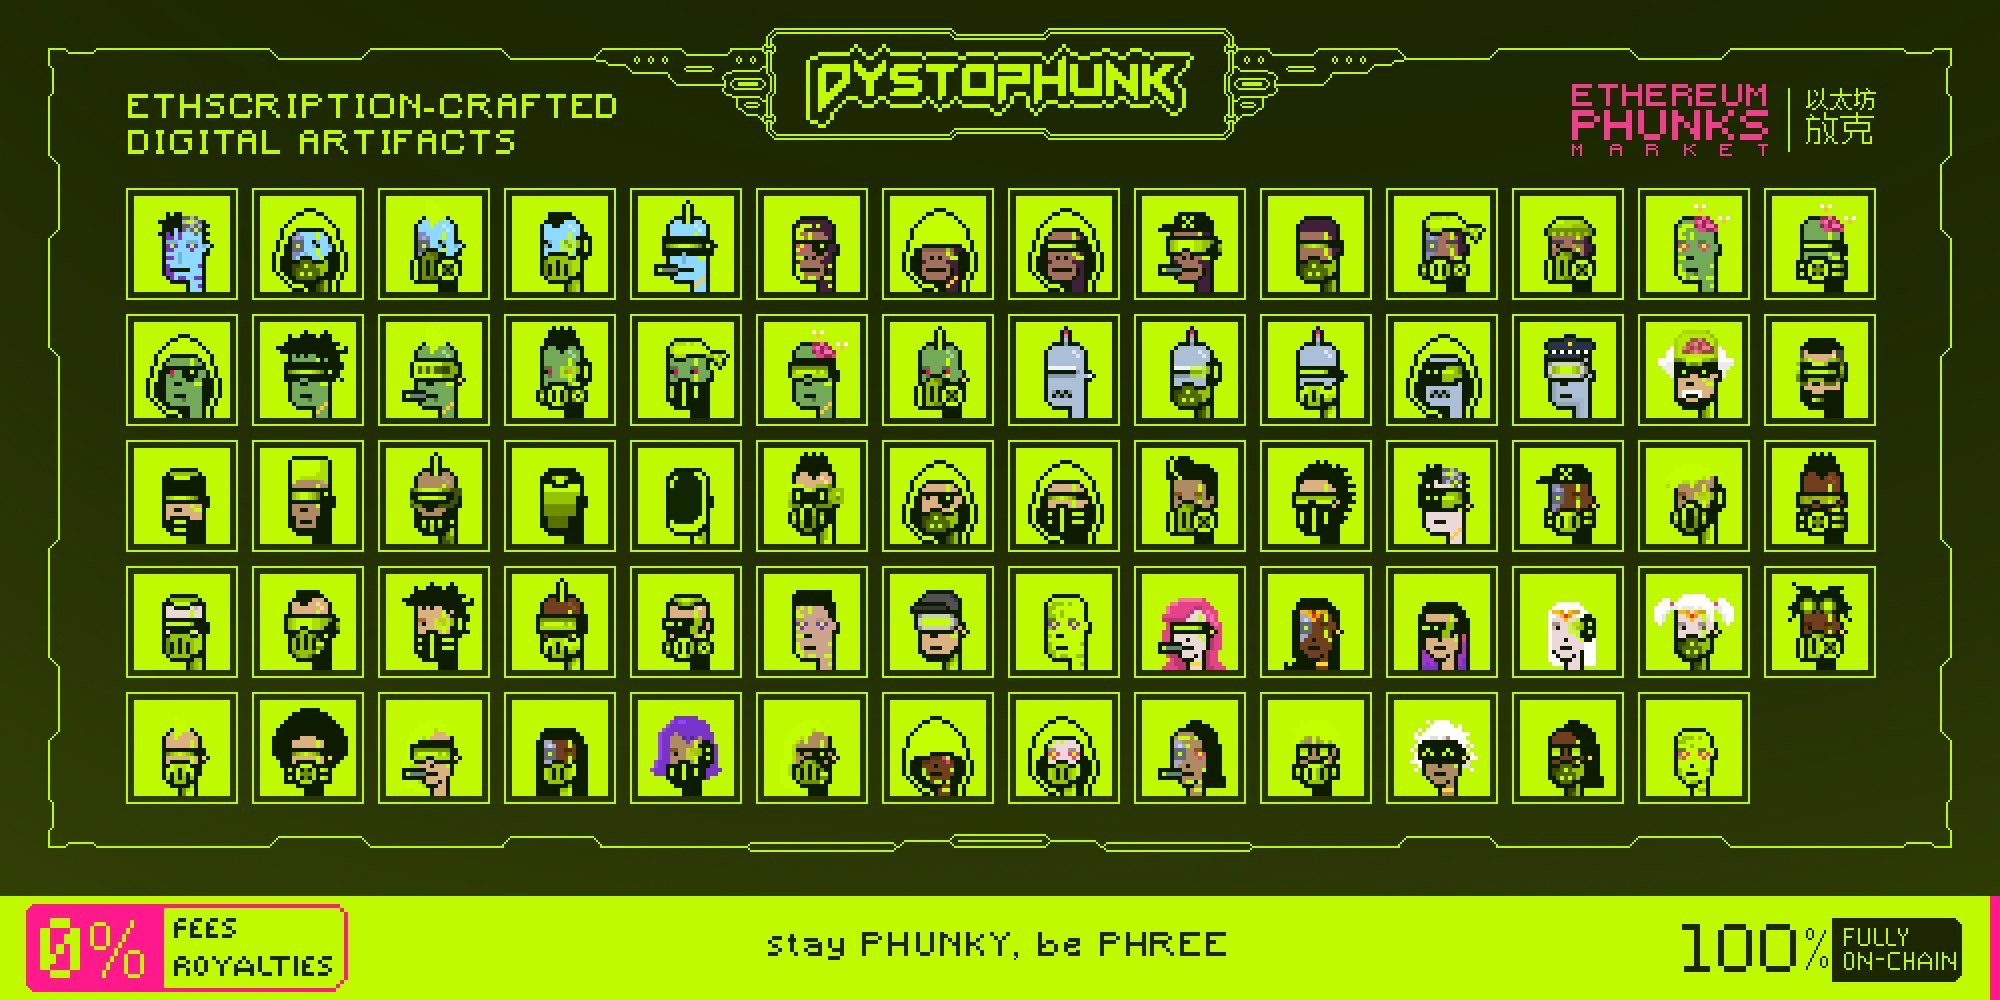 DYSTOPHUNK
ETHSCRIPTION-CRAFTED
DIGITAL ARTIFACTS
ETHEREUM
PHUNKS
MARKET
以太坊
放克
0%
FEES
ROYALTIES
stay PHUNKY, be PHREE
100%
FULLY
ON-CHAIN